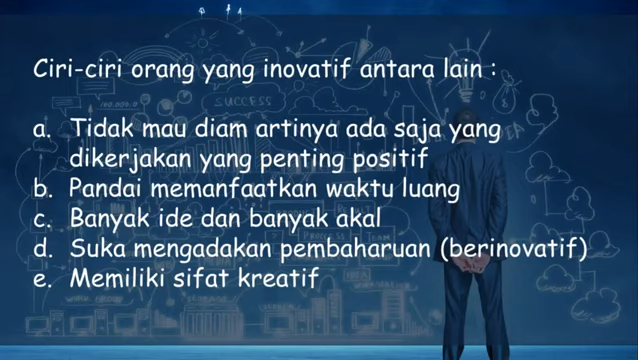 Ciri-ciri orang yang inovatif antara lain :
a. Tidak mau diam artinya ada saja yang
dikerjakan yang penting positif
b. Pandai memanfaatkan waktu luang
c. Banyak ide dan banyak akal
d. Suka mengadakan pembaharuan (berinovatif)
e. Memiliki sifat kreatif
SUCCESS